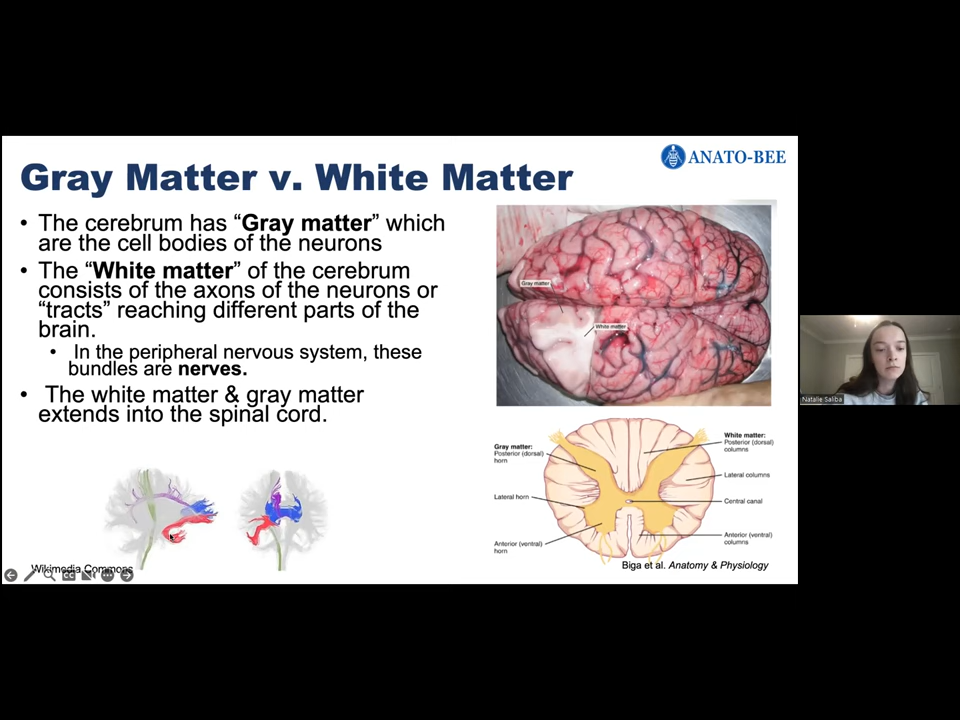 ANATO-BEE
Gray Matter v. White Matter
• The cerebrum has “Gray matter” which
are the cell bodies of the neurons
• The “White matter” of the cerebrum
consists of the axons of the neurons or
“tracts” reaching different parts of the
brain.
• In the peripheral nervous system, these
bundles are nerves.
• The white matter & gray matter
extends into the spinal cord.
Gray matter
White matter
Gray matter:
Posterior (dorsal)
horn
Lateral horn
Anterior (ventral)
horn
White matter:
Posterior (dorsal)
columns
Lateral columns
Central canal
Anterior (ventral)
columns
Wikimedia Commons
CC
Biga et al. Anatomy & Physiology
Natalie Saliba